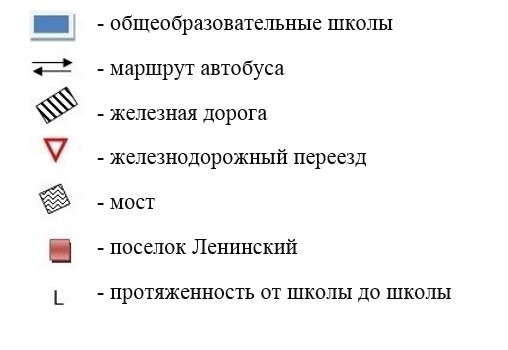 - общеобразовательные школы
- маршрут автобуса
- железная дорога
- железнодорожный переезд
- мост
- поселок Ленинский
L - протяженность от школы до школы